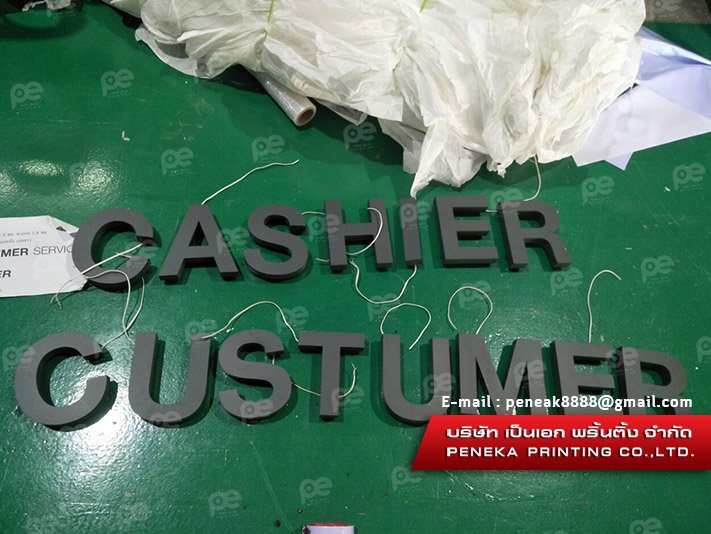 CASHIER
MER SERVIC
ER
CUSTUMER
E-mail : peneak8888@gmail.com
บริษัท เป็นเอก พริ้นติ้ง จำกัด
PENEKA PRINTING CO.,LTD.